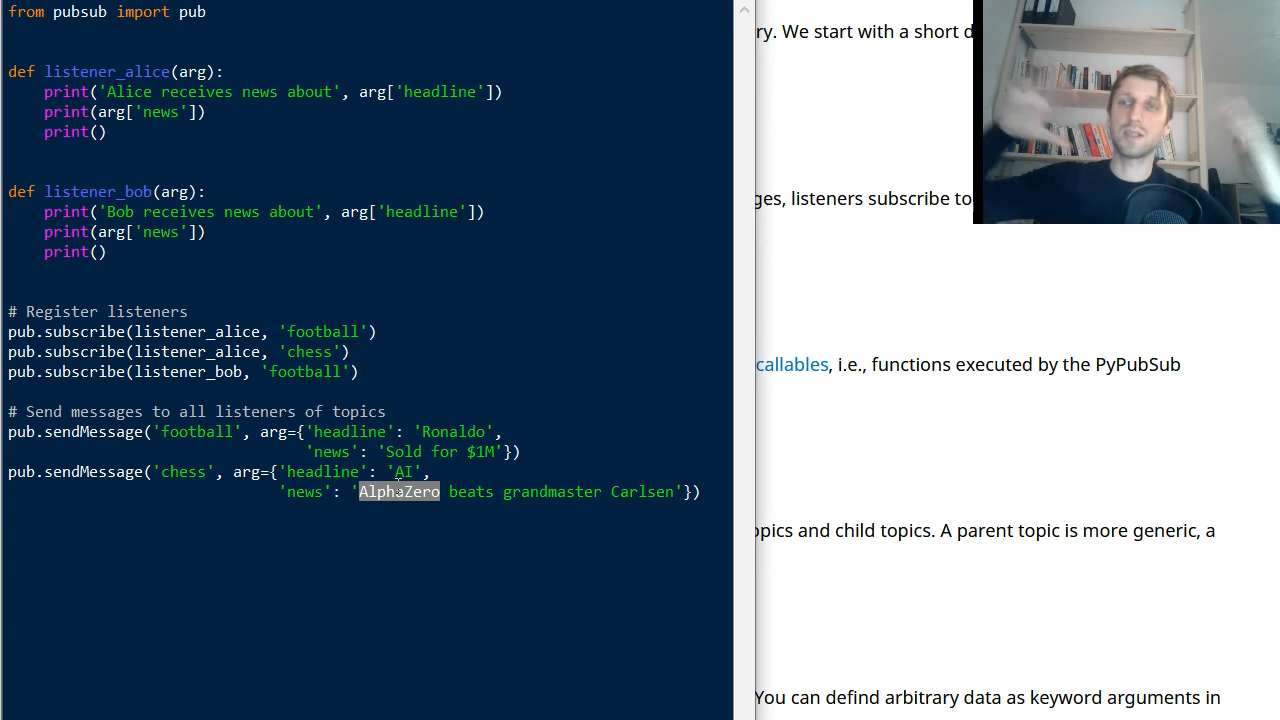 from pubsub import pub
def listener_alice(arg):
print('Alice receives news about', arg['headline'])
print(arg['news'])
print()
def listener_bob(arg):
print('Bob receives news about', arg['headline'])
print(arg['news'])
print()
# Register listeners
pub.subscribe(listener_alice, 'football')
pub.subscribe(listener_alice, 'chess')
pub.subscribe(listener_bob, 'football')
# Send messages to all listeners of topics
pub.sendMessage('football', arg={'headline': 'Ronaldo',
'news': 'Sold for $1M'})
pub.sendMessage('chess', arg={'headline': 'AI',
'news': 'AlphaZero beats grandmaster Carlsen'})
ry. We start with a short d
ges, listeners subscribe to
callables, i.e., functions executed by the PyPubSub
opics and child topics. A parent topic is more generic, a
You can defind arbitrary data as keyword arguments in